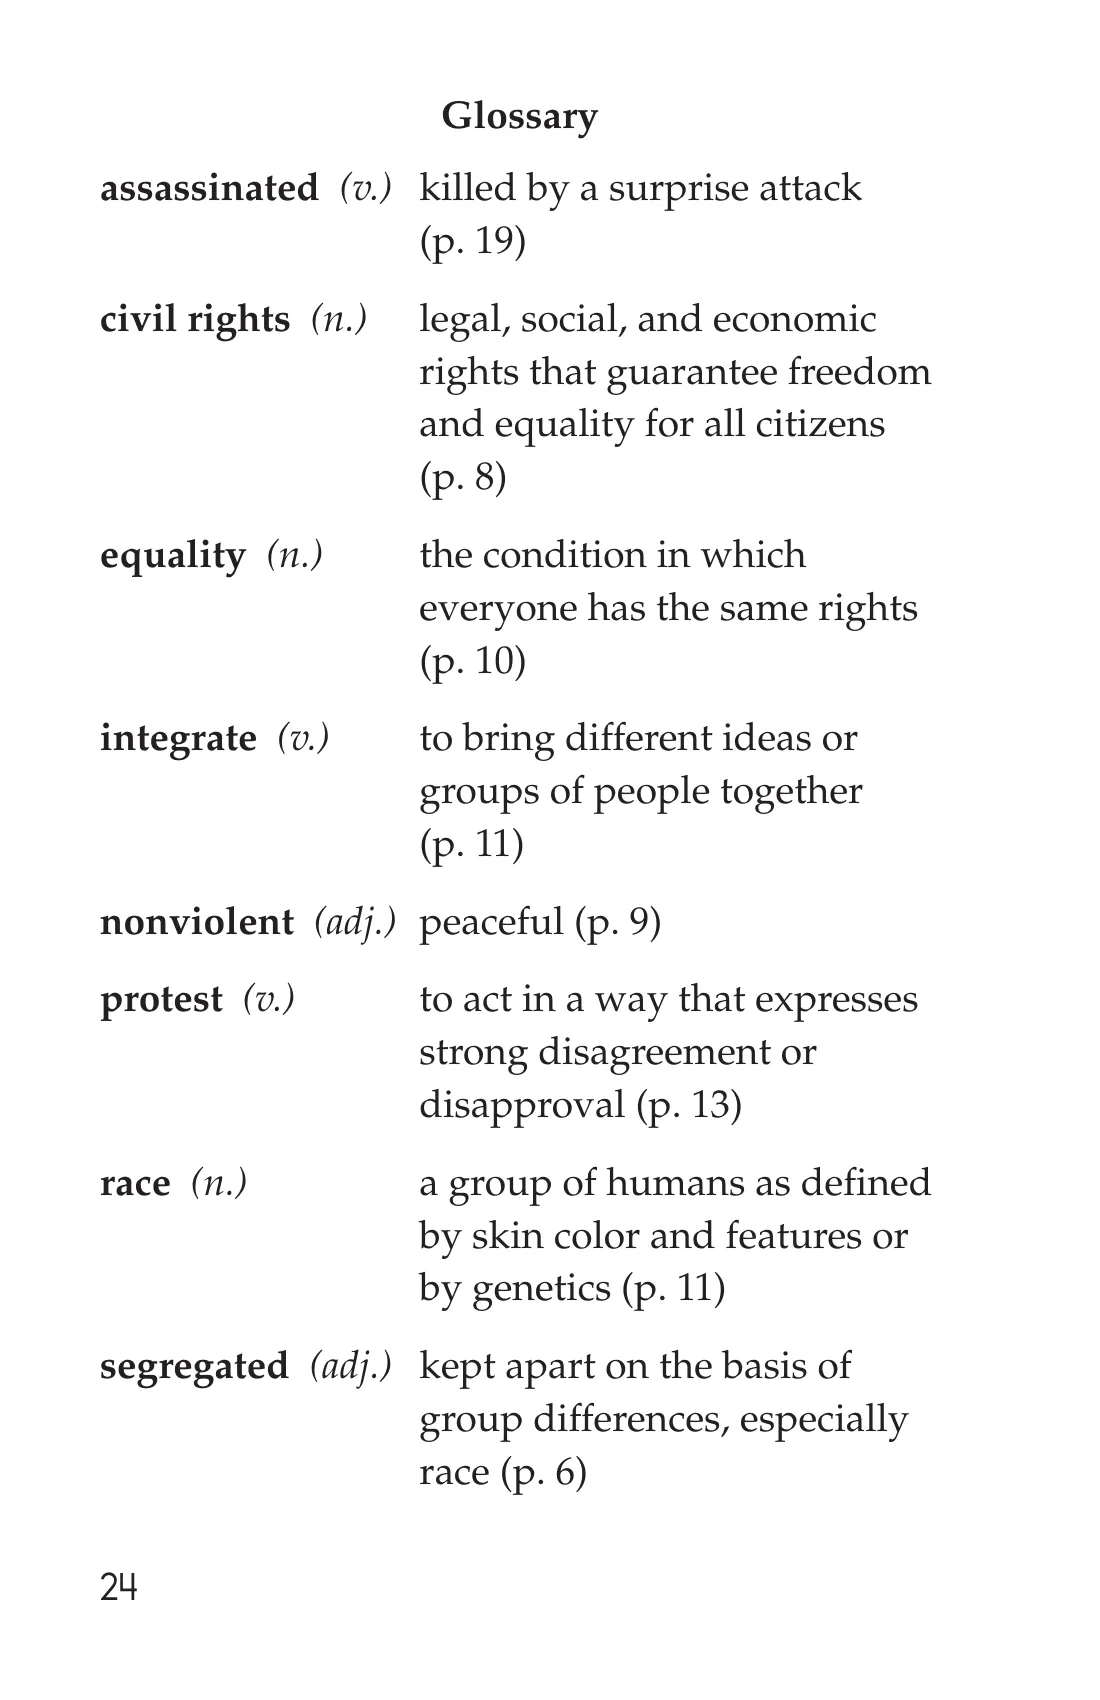 Glossary
assassinated (v.) killed by a surprise attack
(p. 19)
civil rights (n.) legal, social, and economic
rights that guarantee freedom
and equality for all citizens
(p. 8)
equality (n.) the condition in which
everyone has the same rights
(p. 10)
integrate (v.) to bring different ideas or
groups of people together
(p. 11)
nonviolent (adj.) peaceful (p. 9)
protest (v.) to act in a way that expresses
strong disagreement or
disapproval (p. 13)
race (n.) a group of humans as defined
by skin color and features or
by genetics (p. 11)
segregated (adj.) kept apart on the basis of
group differences, especially
race (p. 6)
24